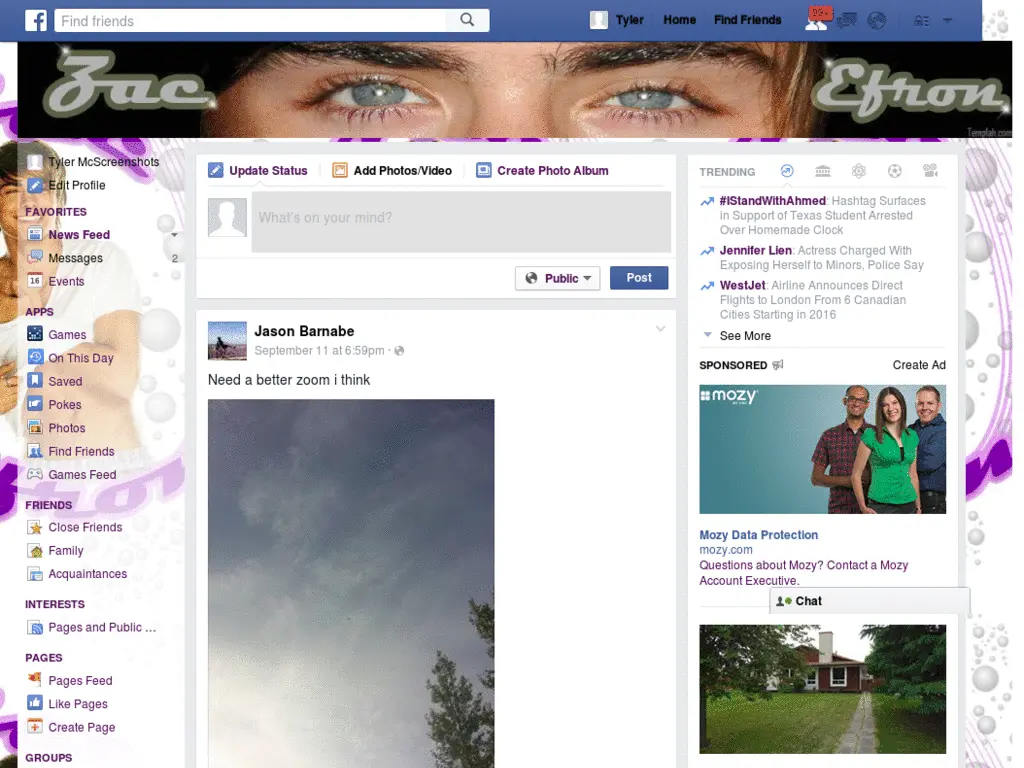 Find friends
Tyler
Home
Find Friends
99+
Zac Efron
Templah.com
Tyler McScreenshots
Edit Profile
FAVORITES
News Feed
Messages 2
16 Events
APPS
Games
On This Day
Saved
Pokes
Photos
Find Friends
Games Feed
FRIENDS
Close Friends
Family
Acquaintances
INTERESTS
Pages and Public ...
PAGES
Pages Feed
Like Pages
Create Page
GROUPS
Update Status
Add Photos/Video
Create Photo Album
What's on your mind?
Public
Post
Jason Barnabe
September 11 at 6:59pm ·
Need a better zoom i think
TRENDING
#IStandWithAhmed: Hashtag Surfaces
in Support of Texas Student Arrested
Over Homemade Clock
Jennifer Lien: Actress Charged With
Exposing Herself to Minors, Police Say
WestJet: Airline Announces Direct
Flights to London From 6 Canadian
Cities Starting in 2016
See More
SPONSORED
Create Ad
mozy
Mozy Data Protection
mozy.com
Questions about Mozy? Contact a Mozy
Account Executive.
Chat